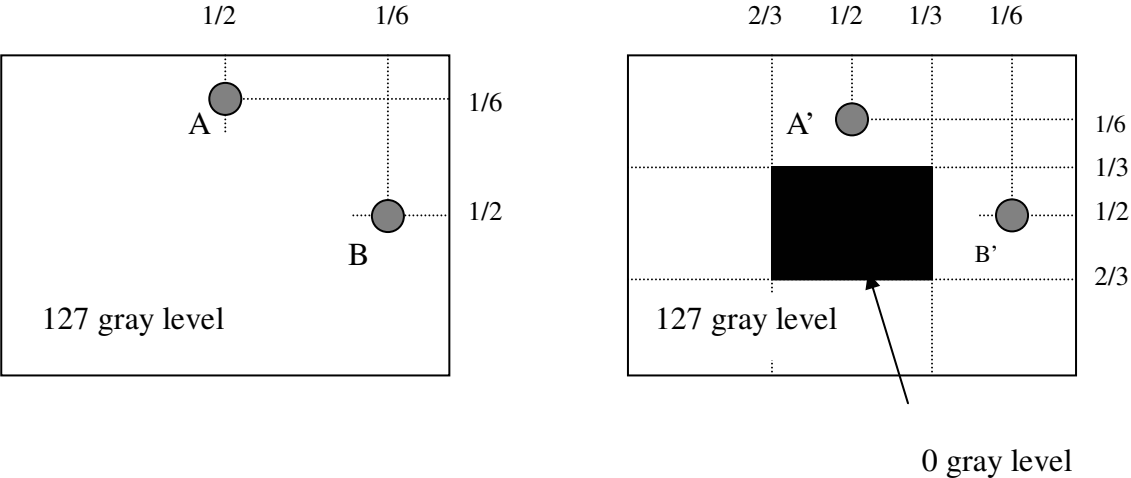 1/2 1/6
1/6
A
1/2
B
127 gray level
2/3 1/2 1/3 1/6
A’
1/6
1/3
1/2
B’
2/3
127 gray level
0 gray level